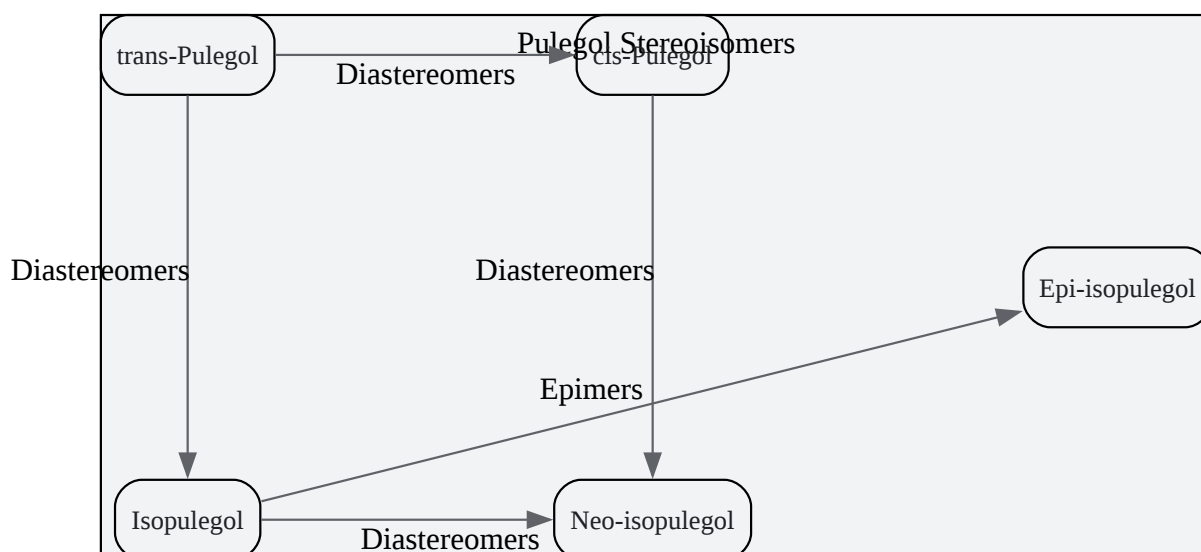 Pulegol Stereoisomers
trans-Pulegol
cis-Pulegol
Diastereomers
Diastereomers
Diastereomers
Epi-isopulegol
Epimers
Isopulegol
Neo-isopulegol
Diastereomers